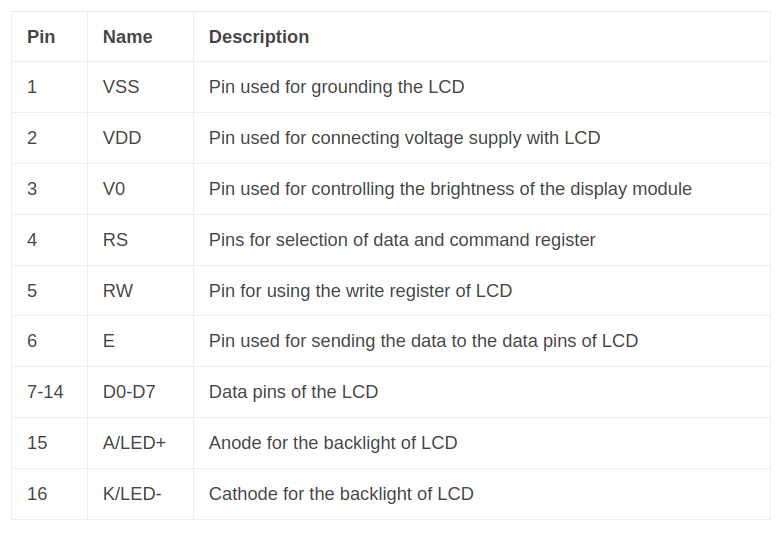 Pin Name Description
1 VSS Pin used for grounding the LCD
2 VDD Pin used for connecting voltage supply with LCD
3 V0 Pin used for controlling the brightness of the display module
4 RS Pins for selection of data and command register
5 RW Pin for using the write register of LCD
6 E Pin used for sending the data to the data pins of LCD
7-14 D0-D7 Data pins of the LCD
15 A/LED+ Anode for the backlight of LCD
16 K/LED- Cathode for the backlight of LCD